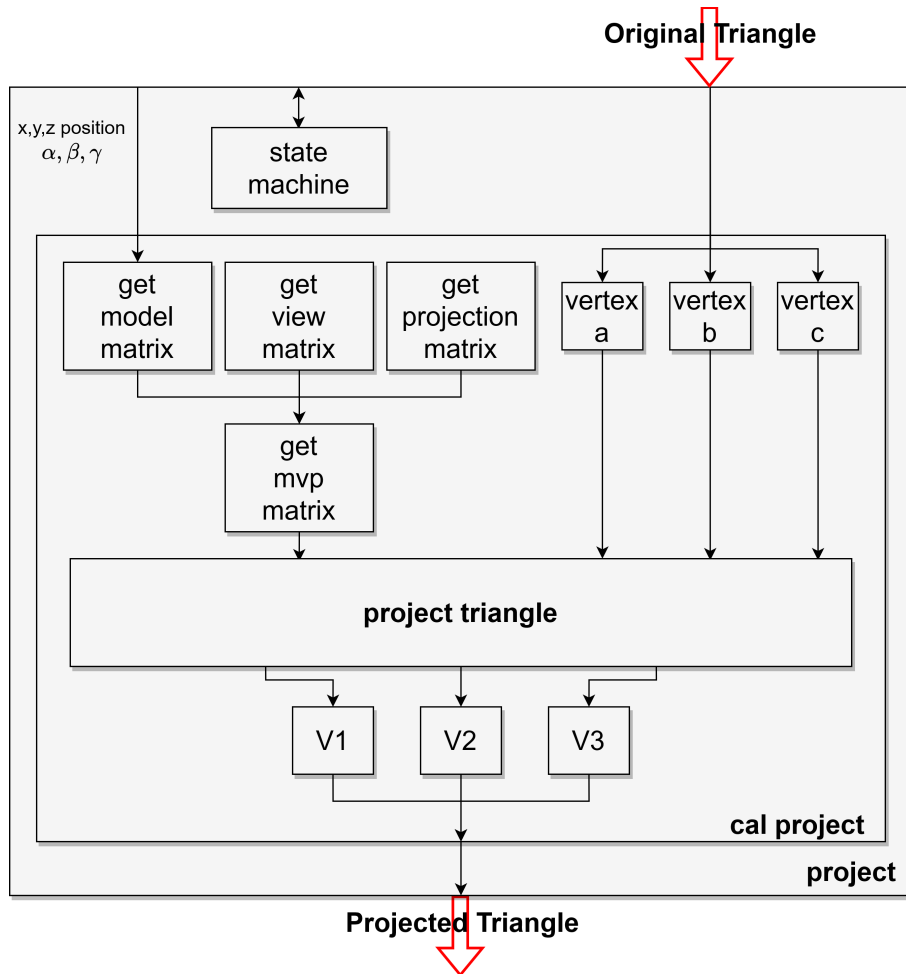 Original Triangle
x,y,z position
α, β, γ
state
machine
get
model
matrix
get
view
matrix
get
projection
matrix
vertex
a
vertex
b
vertex
c
get
mvp
matrix
project triangle
V1
V2
V3
cal project
project
Projected Triangle